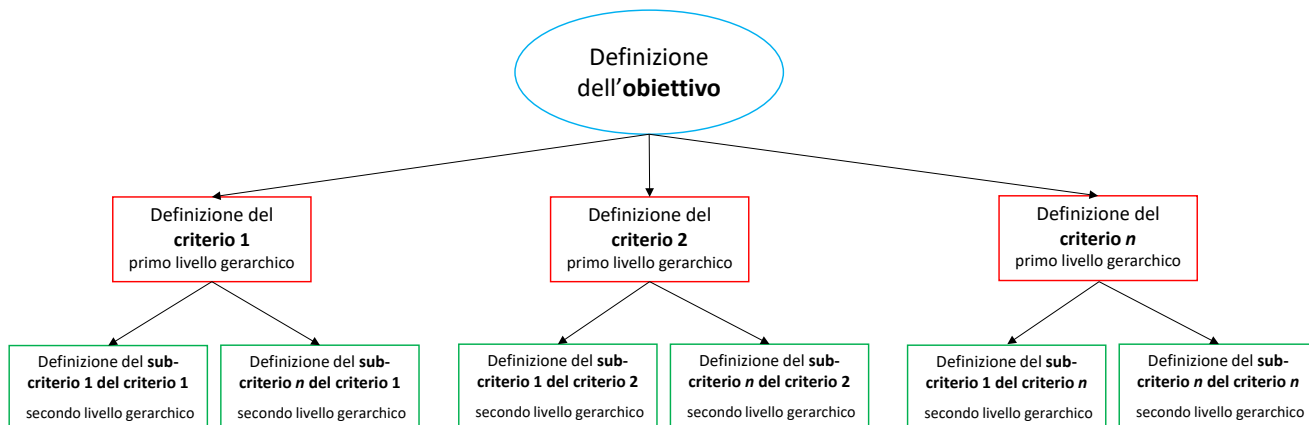 Definizione
dell'obiettivo
Definizione del
criterio 1
primo livello gerarchico
Definizione del
criterio 2
primo livello gerarchico
Definizione del
criterio n
primo livello gerarchico
Definizione del sub-
criterio 1 del criterio 1
secondo livello gerarchico
Definizione del sub-
criterio n del criterio 1
secondo livello gerarchico
Definizione del sub-
criterio 1 del criterio 2
secondo livello gerarchico
Definizione del sub-
criterio n del criterio 2
secondo livello gerarchico
Definizione del sub-
criterio 1 del criterio n
secondo livello gerarchico
Definizione del sub-
criterio n del criterio n
secondo livello gerarchico